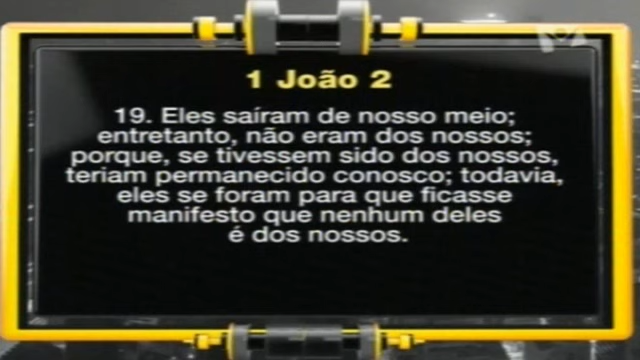 1 João 2
19. Eles saíram de nosso meio;
entretanto, não eram dos nossos;
porque, se tivessem sido dos nossos,
teriam permanecido conosco; todavia,
eles se foram para que ficasse
manifesto que nenhum deles
é dos nossos.